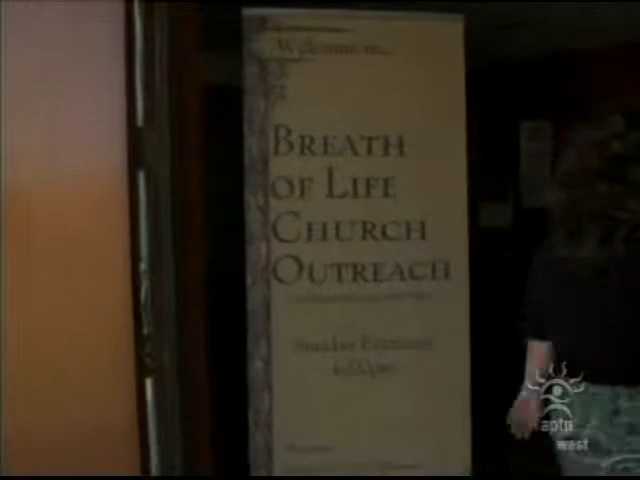 Welcome to...
BREATH
OF LIFE
CHURCH
OUTREACH
Sunday Evenings
aptn
west